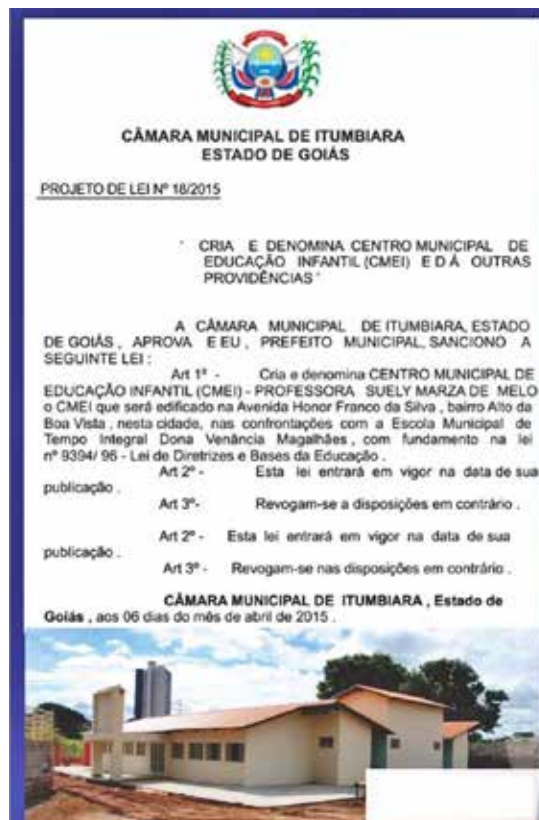 CÂMARA MUNICIPAL DE ITUMBIARA
ESTADO DE GOIÁS
PROJETO DE LEI Nº 18/2015
" CRIA E DENOMINA CENTRO MUNICIPAL DE
EDUCAÇÃO INFANTIL (CMEI) E D Á OUTRAS
PROVIDÊNCIAS "
A CÂMARA MUNICIPAL DE ITUMBIARA, ESTADO
DE GOIÁS , APROVA E EU , PREFEITO MUNICIPAL, SANCIONO A
SEGUINTE LEI :
Art 1º - Cria e denomina CENTRO MUNICIPAL DE
EDUCAÇÃO INFANTIL (CMEI) - PROFESSORA SUELY MARZA DE MELO
o CMEI que será edificado na Avenida Honor Franco da Silva , bairro Alto da
Boa Vista , nesta cidade, nas confrontações com a Escola Municipal de
Tempo Integral Dona Venância Magalhães , com fundamento na lei
nº 9394/ 96 - Lei de Diretrizes e Bases da Educação .
Art 2º - Esta lei entrará em vigor na data de sua
publicação .
Art 3º- Revogam-se a disposições em contrário .
Art 2º - Esta lei entrará em vigor na data de sua
publicação .
Art 3º - Revogam-se nas disposições em contrário .
CÂMARA MUNICIPAL DE ITUMBIARA , Estado de
Goiás , aos 06 dias do mês de abril de 2015 .